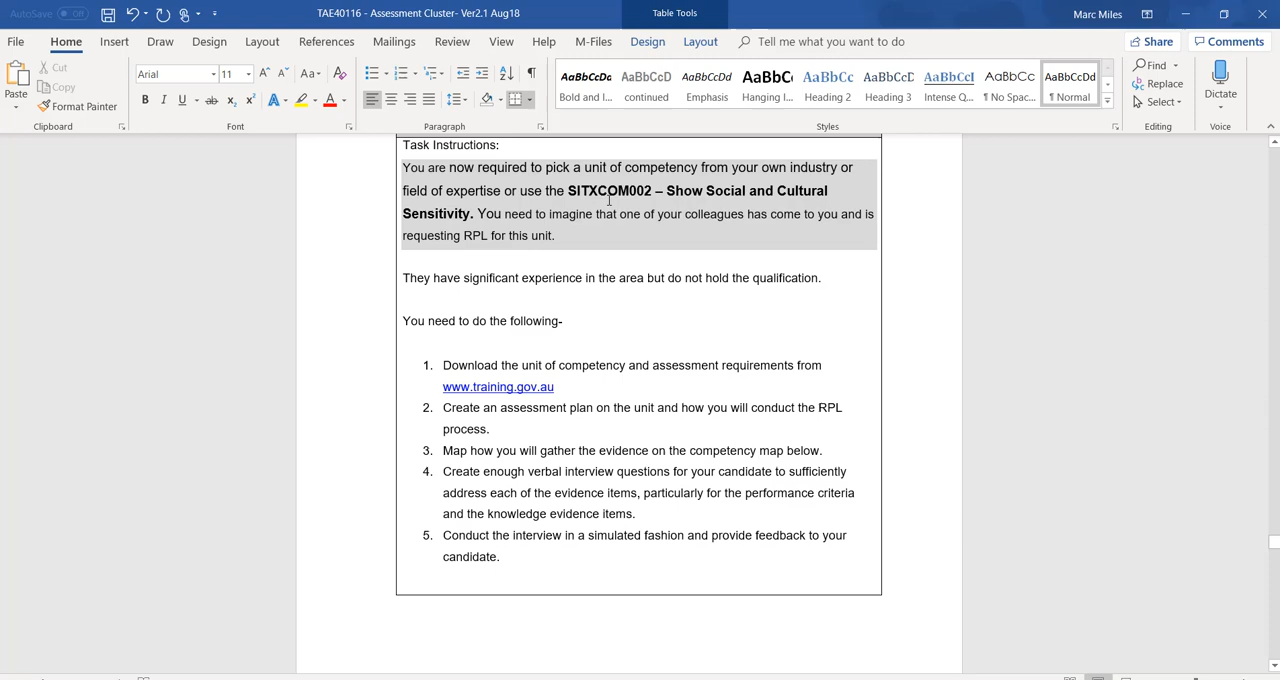 AutoSave Off TAE40116 - Assessment Cluster- Ver2.1 Aug18 Table Tools Marc Miles
File Home Insert Draw Design Layout References Mailings Review View Help M-Files Design Layout Tell me what you want to do Share Comments
Paste
Cut
Copy
Format Painter
Clipboard
Arial 11
Font
Paragraph
AaBbCcDc AaBbCcD AaBbCcDd AaBbC AaBbCc AaBbCcDd AaBbCcI AaBbCc AaBbCcDd
Bold and I... continued Emphasis Hanging I... Heading 2 Heading 3 Intense Q... ¶ No Spac... ¶ Normal
Styles
Find
Replace
Select
Editing
Dictate
Voice
Task Instructions:
You are now required to pick a unit of competency from your own industry or
field of expertise or use the SITXCOM002 – Show Social and Cultural
Sensitivity. You need to imagine that one of your colleagues has come to you and is
requesting RPL for this unit.
They have significant experience in the area but do not hold the qualification.
You need to do the following-
1. Download the unit of competency and assessment requirements from
www.training.gov.au
2. Create an assessment plan on the unit and how you will conduct the RPL
process.
3. Map how you will gather the evidence on the competency map below.
4. Create enough verbal interview questions for your candidate to sufficiently
address each of the evidence items, particularly for the performance criteria
and the knowledge evidence items.
5. Conduct the interview in a simulated fashion and provide feedback to your
candidate.